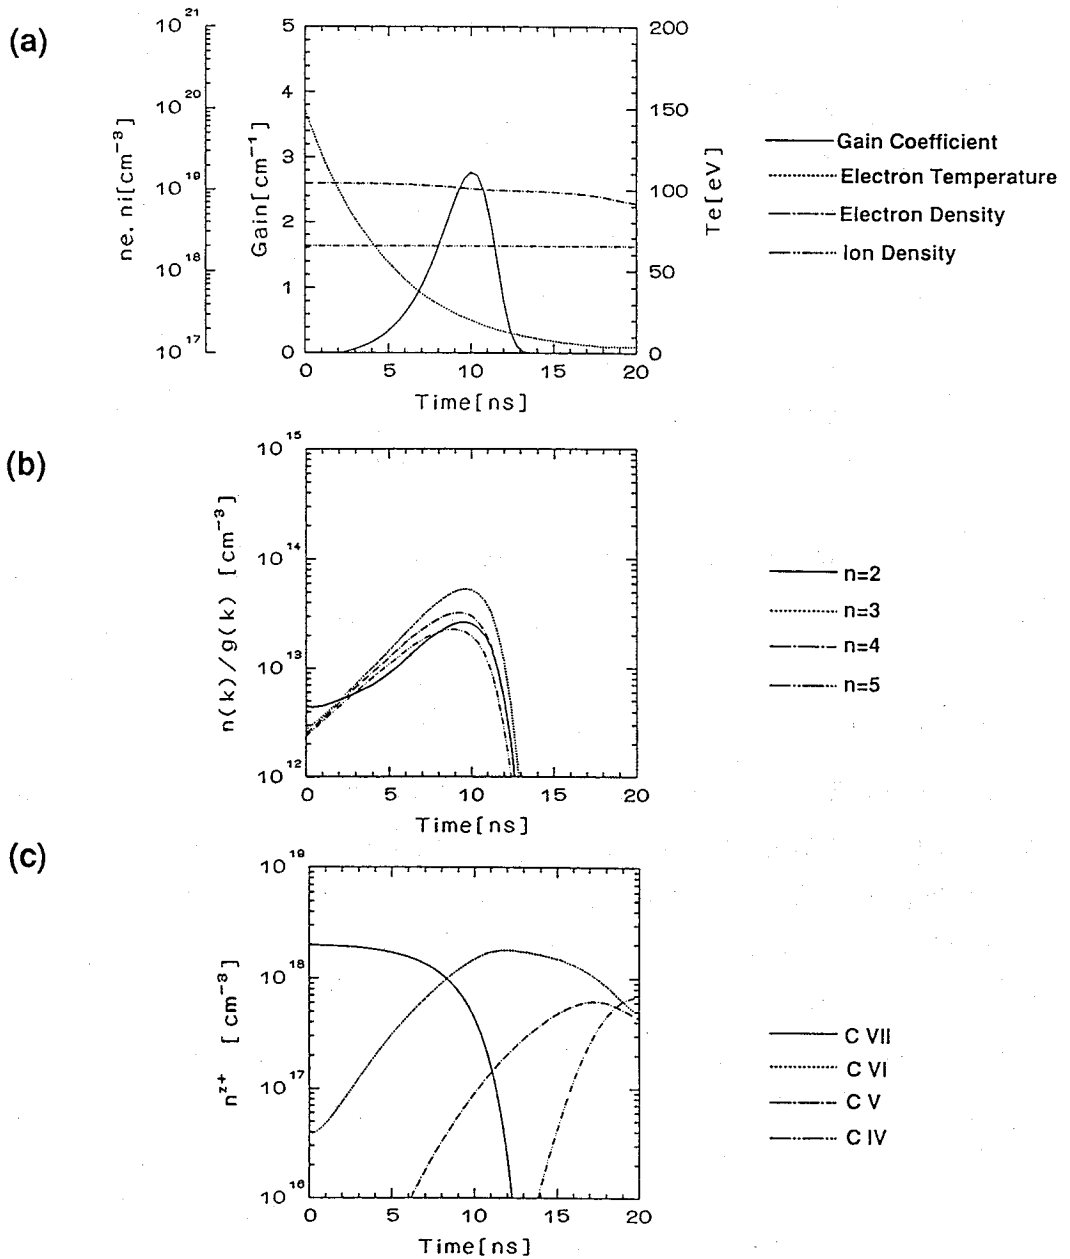 (a)
10^21
10^20
10^19
10^18
10^17
ne, ni[cm^-3]
5
4
3
2
1
0
Gain[cm^-1]
200
150
100
50
0
Te[eV]
0 5 10 15 20
Time[ns]
Gain Coefficient
Electron Temperature
Electron Density
Ion Density
(b)
10^15
10^14
10^13
10^12
n(k)/g(k) [cm^-3]
0 5 10 15 20
Time[ns]
n=2
n=3
n=4
n=5
(c)
10^19
10^18
10^17
10^16
n^z+ [cm^-3]
0 5 10 15 20
Time[ns]
C VII
C VI
C V
C IV